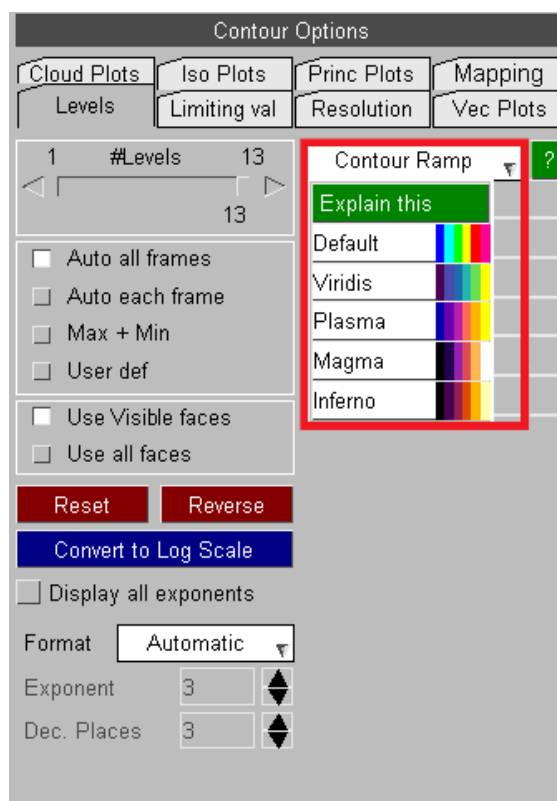 Contour Options
Cloud Plots Iso Plots Princ Plots Mapping
Levels Limiting val Resolution Vec Plots
1 #Levels 13
13
Contour Ramp ?
Explain this
Default
Viridis
Plasma
Magma
Inferno
Auto all frames
Auto each frame
Max + Min
User def
Use Visible faces
Use all faces
Reset Reverse
Convert to Log Scale
Display all exponents
Format Automatic
Exponent 3
Dec. Places 3